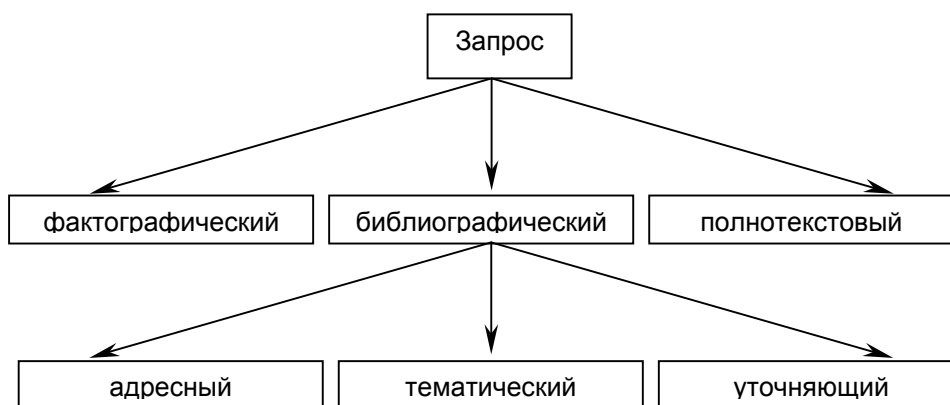 Запрос
фактографический
библиографический
полнотекстовый
адресный
тематический
уточняющий